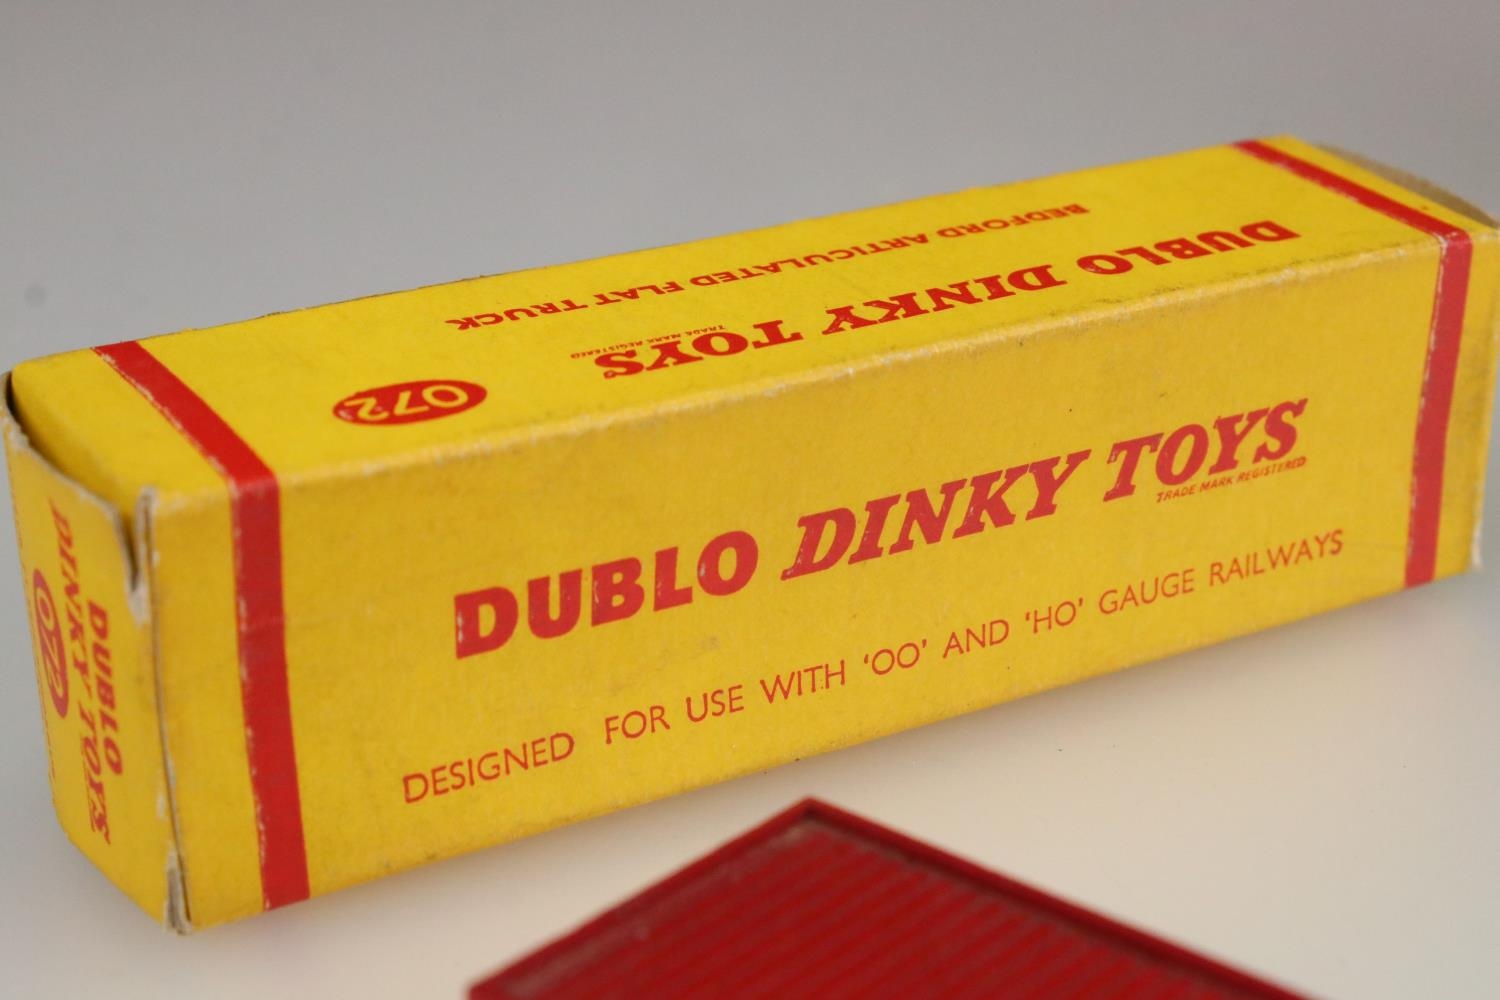 BEDFORD ARTICULATED FLAT TRUCK
DUBLO DINKY TOYS
TRADE MARK REGISTERED
072
DUBLO DINKY TOYS
TRADE MARK REGISTERED
DESIGNED FOR USE WITH ‘OO’ AND ‘HO’ GAUGE RAILWAYS
DUBLO
DINKY TOYS
072